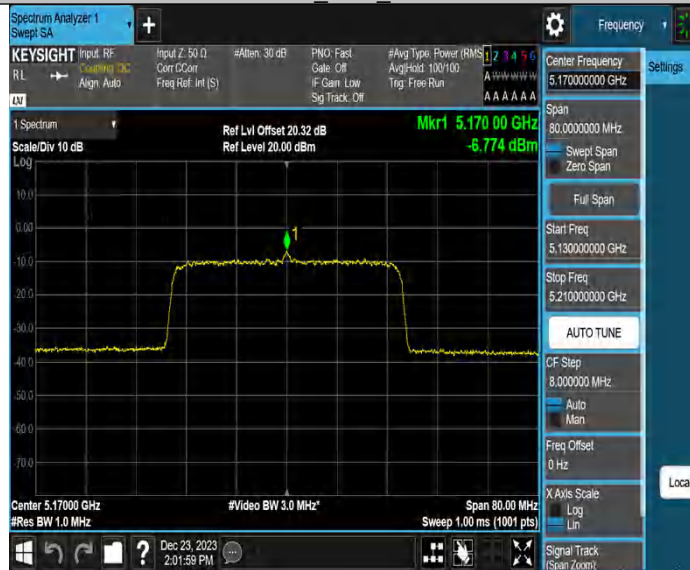 Spectrum Analyzer 1
Swept SA
+
Frequency
KEYSIGHT
Input: RF
Coupling: DC
Align: Auto
Input Z: 50 Ω
Corr CCorr
Freq Ref: Int (S)
#Atten: 30 dB
PNO: Fast
Gate: Off
IF Gain: Low
Sig Track: Off
#Avg Type: Power (RMS
Avg|Hold: 100/100
Trig: Free Run
1 2 3 4 5 6
A W W W W W
A A A A A A
RL
LXI
Center Frequency
5.170000000 GHz
Settings
Span
80.0000000 MHz
Swept Span
Zero Span
Full Span
Start Freq
5.130000000 GHz
Stop Freq
5.210000000 GHz
AUTO TUNE
CF Step
8.000000 MHz
Auto
Man
Freq Offset
0 Hz
X Axis Scale
Log
Lin
Signal Track
(Span Zoom)
Local
1 Spectrum
Scale/Div 10 dB
Ref Lvl Offset 20.32 dB
Ref Level 20.00 dBm
Mkr1 5.170 00 GHz
-6.774 dBm
Log
10.0
0.00
1
-10.0
-20.0
-30.0
-40.0
-50.0
-60.0
-70.0
Center 5.17000 GHz
#Video BW 3.0 MHz*
Span 80.00 MHz
#Res BW 1.0 MHz
Sweep 1.00 ms (1001 pts)
?
Dec 23, 2023
2:01:59 PM